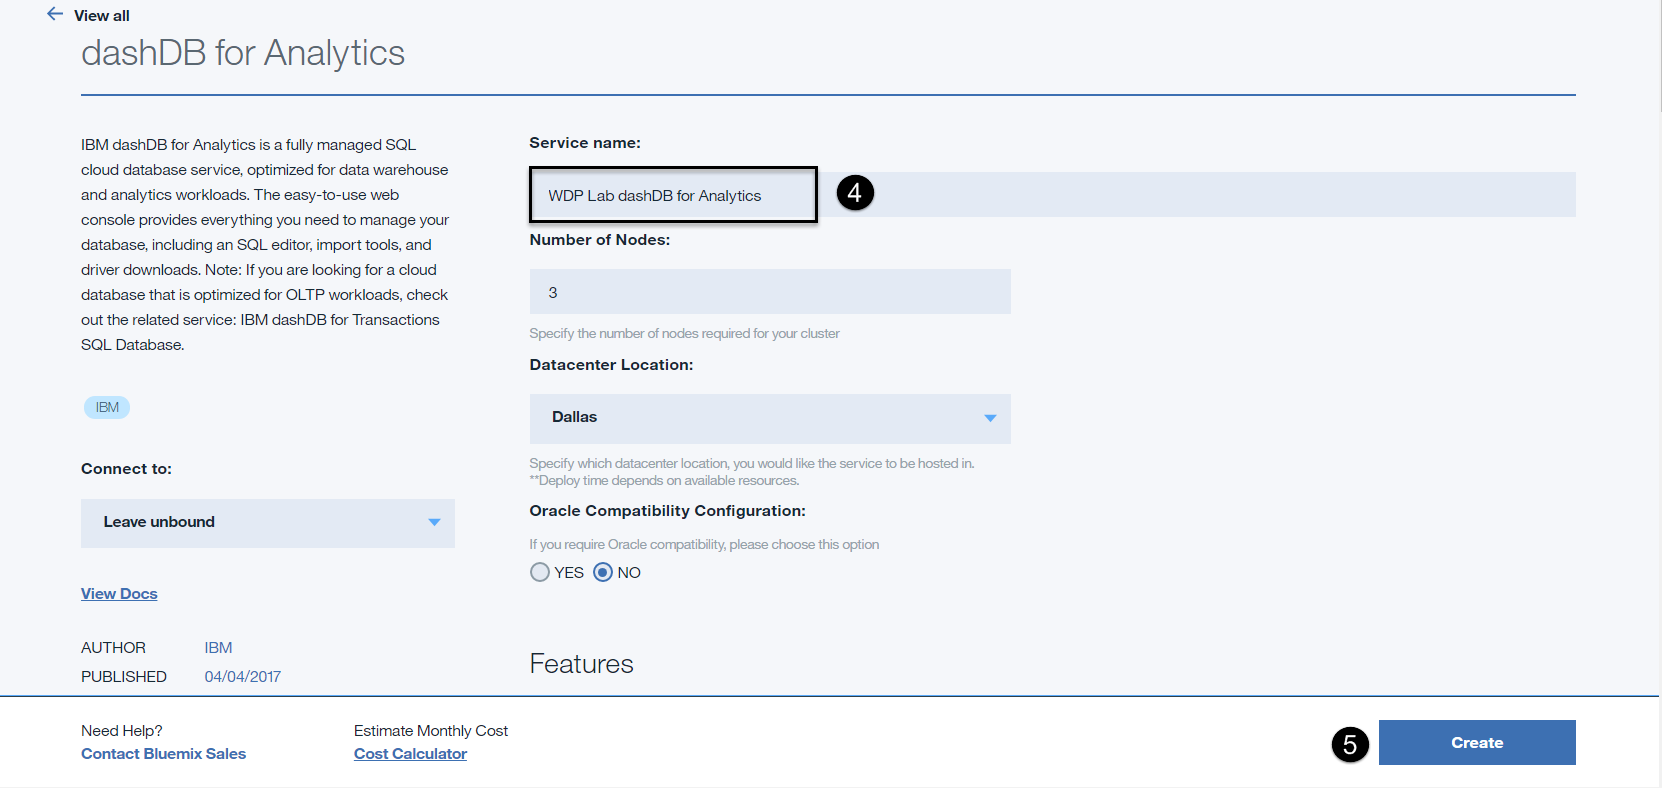 View all
dashDB for Analytics
IBM dashDB for Analytics is a fully managed SQL
cloud database service, optimized for data warehouse
and analytics workloads. The easy-to-use web
console provides everything you need to manage your
database, including an SQL editor, import tools, and
driver downloads. Note: If you are looking for a cloud
database that is optimized for OLTP workloads, check
out the related service: IBM dashDB for Transactions
SQL Database.
IBM
Connect to:
Leave unbound
View Docs
AUTHOR IBM
PUBLISHED 04/04/2017
Service name:
WDP Lab dashDB for Analytics
4
Number of Nodes:
3
Specify the number of nodes required for your cluster
Datacenter Location:
Dallas
Specify which datacenter location, you would like the service to be hosted in.
**Deploy time depends on available resources.
Oracle Compatibility Configuration:
If you require Oracle compatibility, please choose this option
YES NO
Features
Need Help?
Contact Bluemix Sales
Estimate Monthly Cost
Cost Calculator
5
Create